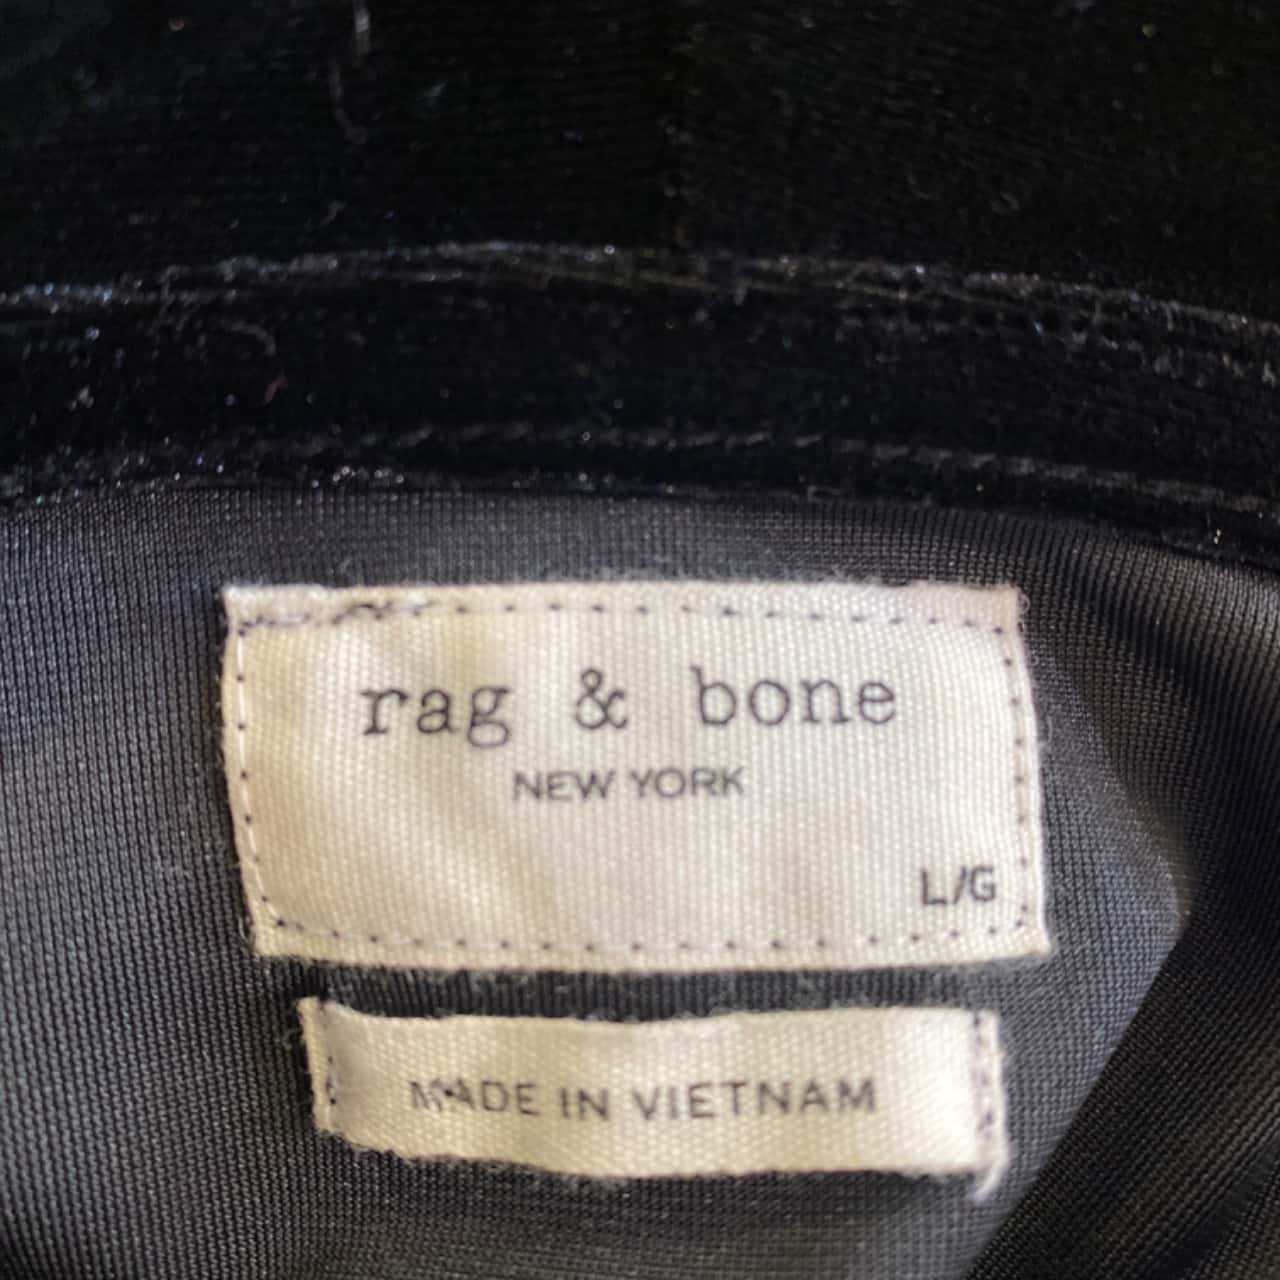 rag & bone
NEW YORK
L/G
MADE IN VIETNAM